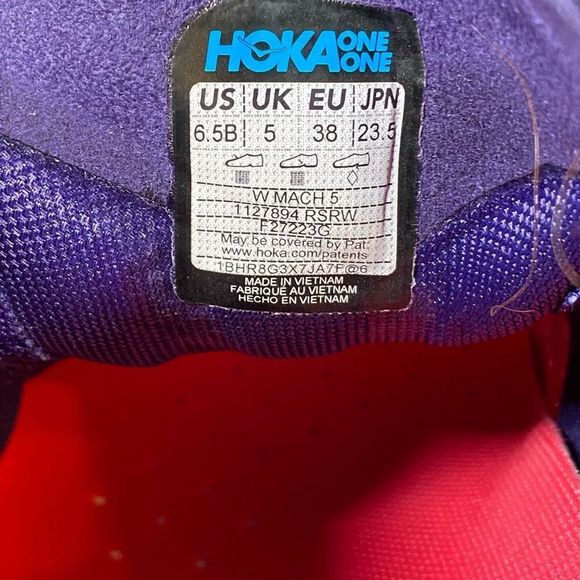 HOKA ONE ONE
US UK EU JPN
6.5B 5 38 23.5
W MACH 5
1127894 RSRW
F27223G
May be covered by Pat:
www.hoka.com/patents
1BHR8G3X7JA7F@6
MADE IN VIETNAM
FABRIQUÉ AU VIETNAM
HECHO EN VIETNAM